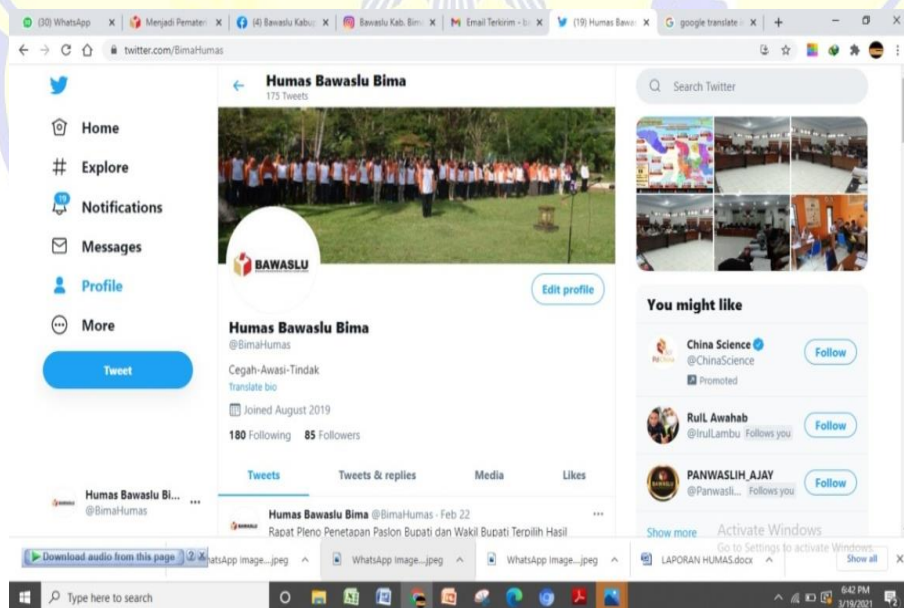 (30) WhatsApp
Menjadi Pemater
(4) Bawaslu Kabu
Bawaslu Kab. Bim
Email Terkirim - b
(19) Humas Bawa
google translate
twitter.com/BimaHumas
Humas Bawaslu Bima
175 Tweets
Search Twitter
Home
Explore
19
Notifications
Messages
Profile
More
Tweet
BAWASLU
Edit profile
Humas Bawaslu Bima
@BimaHumas
Cegah-Awasi-Tindak
Translate bio
Joined August 2019
180 Following 85 Followers
Tweets Tweets & replies Media Likes
Humas Bawaslu Bima @BimaHumas · Feb 22
Rapat Pleno Penetapan Paslon Bupati dan Wakil Bupati Terpilih Hasil
You might like
China Science
@ChinaScience
Promoted
Follow
RulL Awahab
@IrulLambu Follows you
Follow
PANWASLIH_AJAY
@Panwasli... Follows you
Follow
Show more
Activate Windows
Go to Settings to activate Windows.
Humas Bawaslu Bi...
@BimaHumas
Download audio from this page ? X
atsApp Image...jpeg
WhatsApp Image...jpeg
WhatsApp Image...jpeg
LAPORAN HUMAS.docx
Show all
Type here to search
6:42 PM
3/19/2021